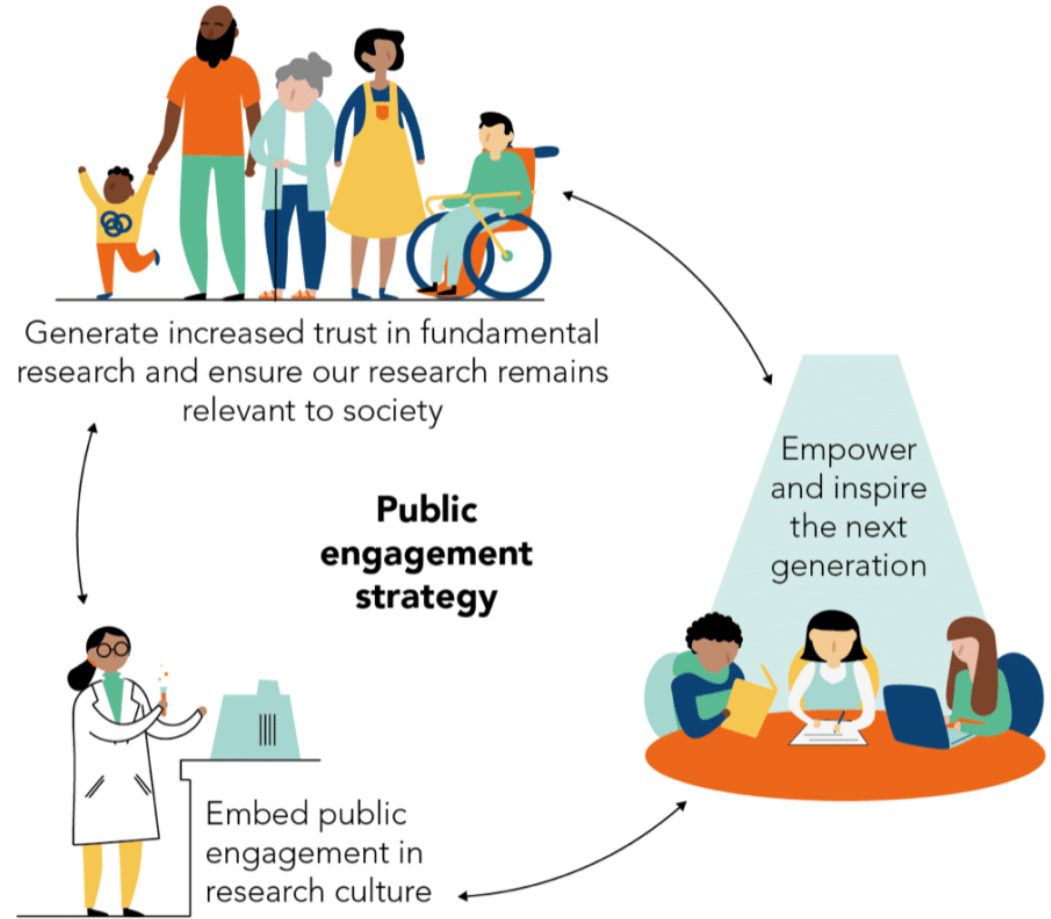 Generate increased trust in fundamental
research and ensure our research remains
relevant to society
Empower
and inspire
the next
generation
Public
engagement
strategy
Embed public
engagement in
research culture